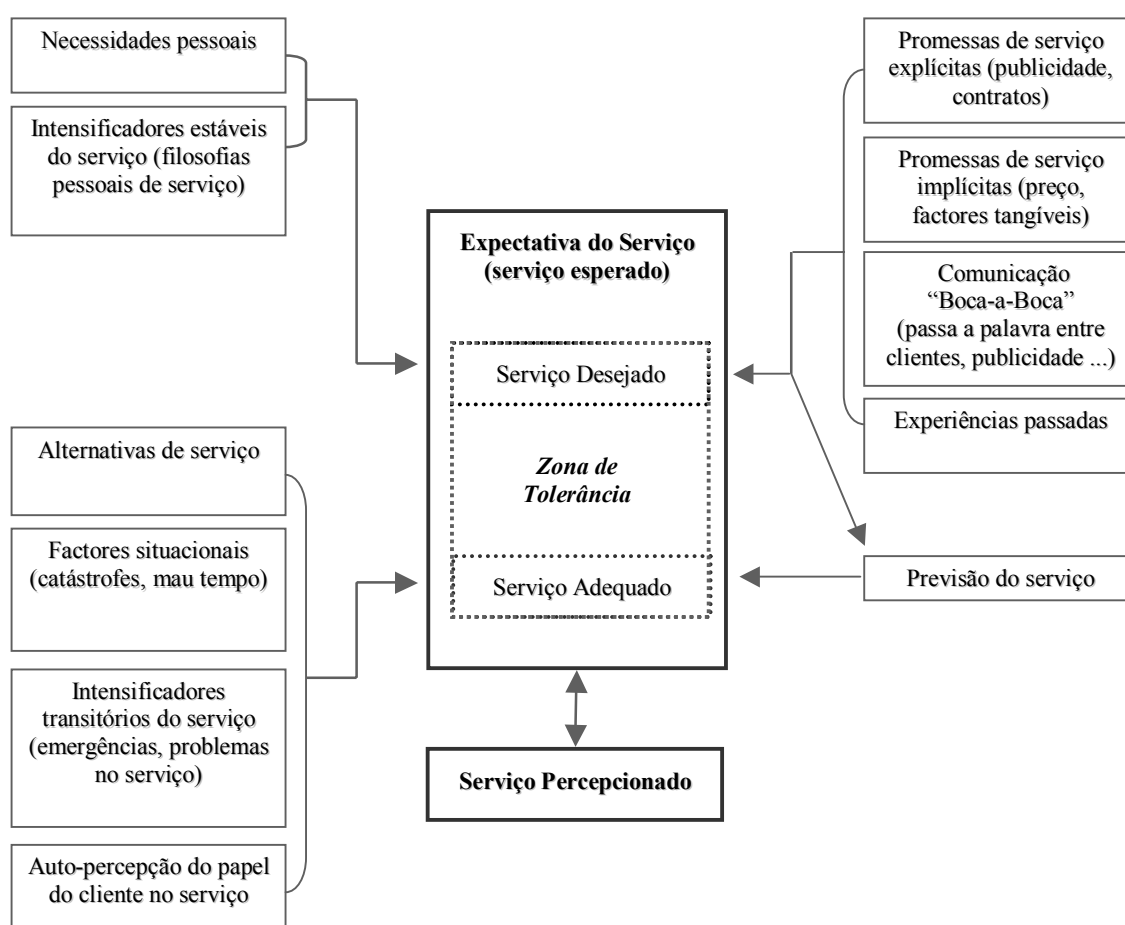 Necessidades pessoais
Intensificadores estáveis
do serviço (filosofias
pessoais de serviço)
Alternativas de serviço
Factores situacionais
(catástrofes, mau tempo)
Intensificadores
transitórios do serviço
(emergências, problemas
no serviço)
Auto-percepção do papel
do cliente no serviço
Expectativa do Serviço
(serviço esperado)
Serviço Desejado
Zona de
Tolerância
Serviço Adequado
Serviço Percepcionado
Promessas de serviço
explícitas (publicidade,
contratos)
Promessas de serviço
implícitas (preço,
factores tangíveis)
Comunicação
“Boca-a-Boca”
(passa a palavra entre
clientes, publicidade ...)
Experiências passadas
Previsão do serviço